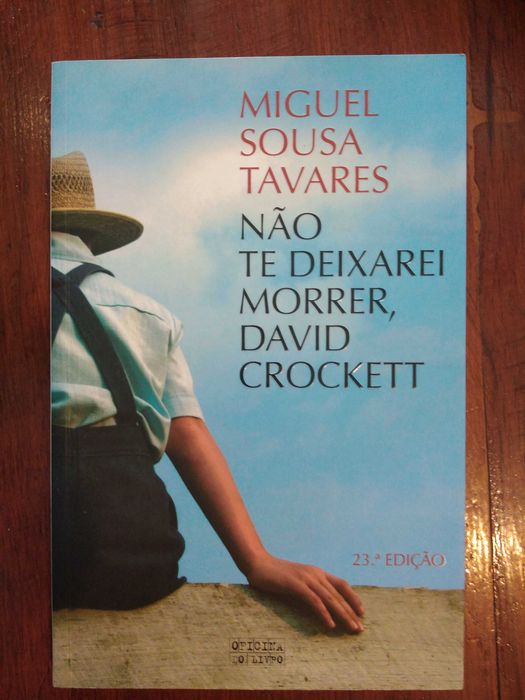 MIGUEL
SOUSA
TAVARES
NÃO
TE DEIXAREI
MORRER,
DAVID
CROCKETT
23.ª EDIÇÃO
OFICINA
DO LIVRO